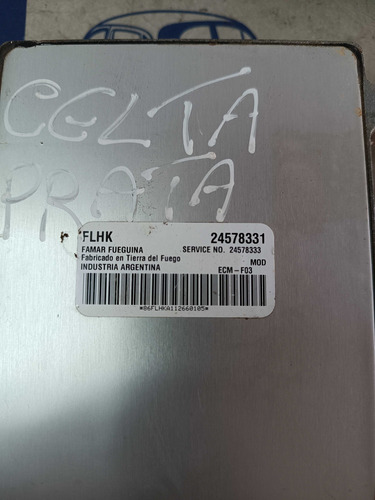 CELTA
PRATA
FLHK 24578331
FAMAR FUEGUINA SERVICE NO. 24578333
Fabricado en Tierra del Fuego MOD
INDUSTRIA ARGENTINA ECM-F03
*86FLHKA112660105*